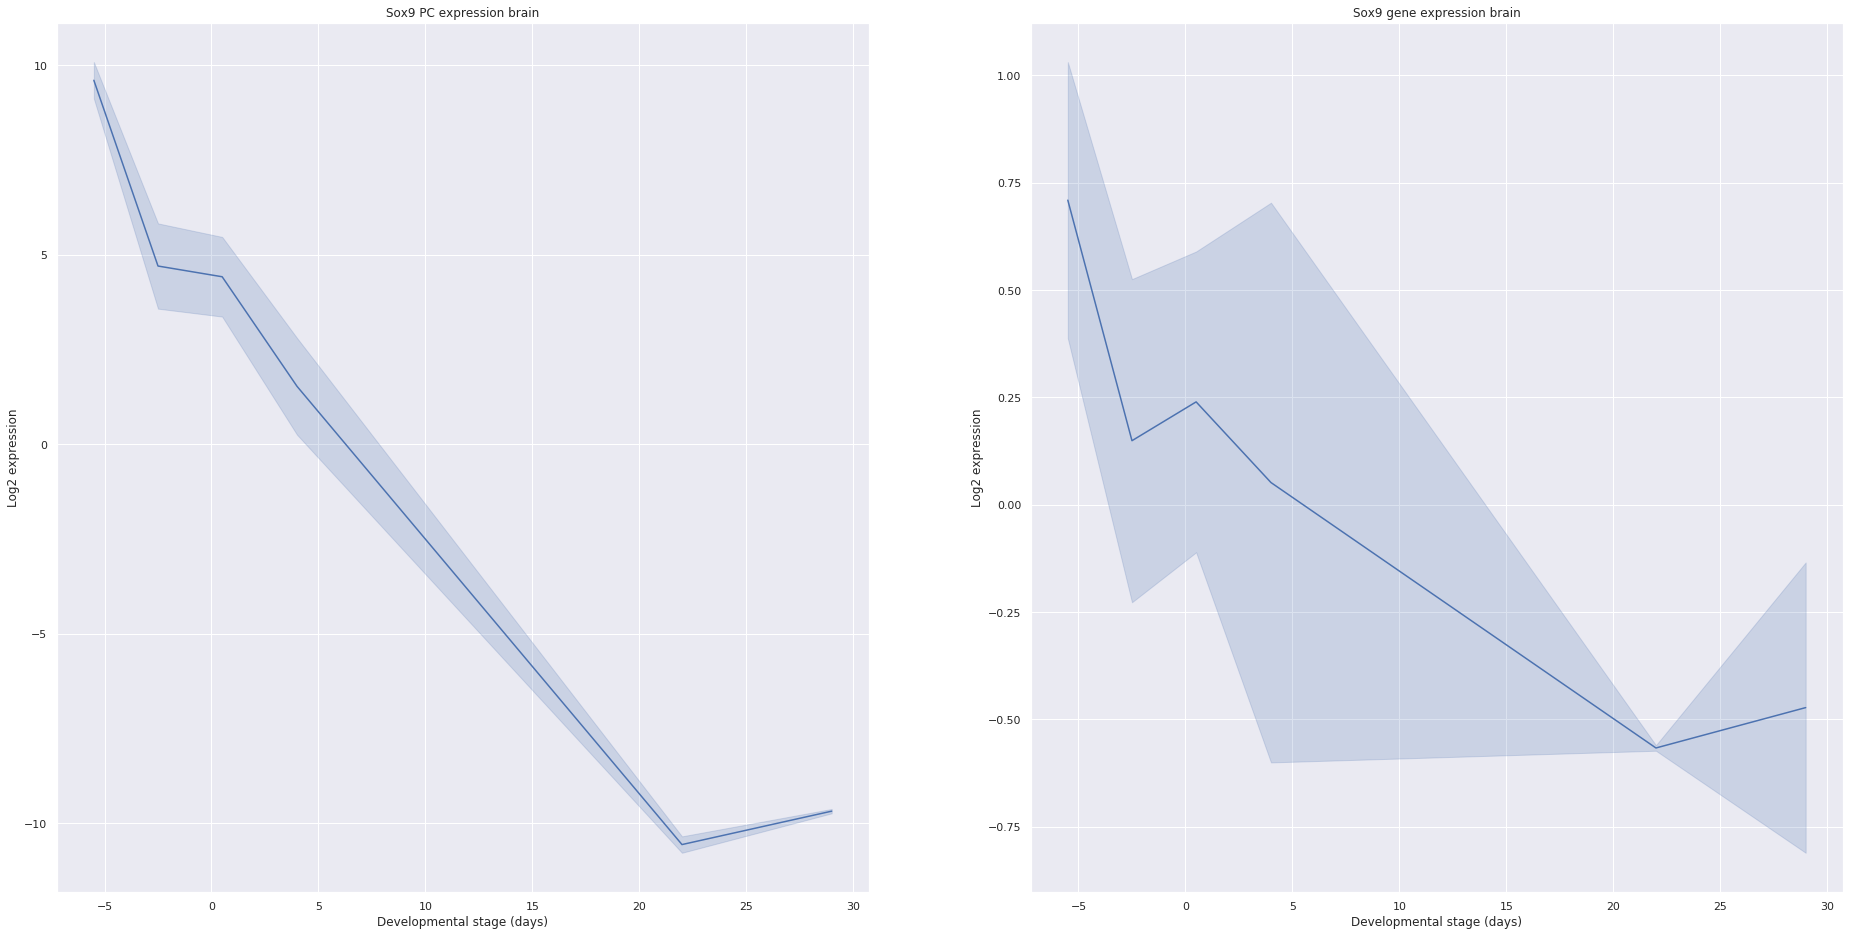 Sox9 PC expression brain
10
5
0
−5
−10
Log2 expression
−5 0 5 10 15 20 25 30
Developmental stage (days)
Sox9 gene expression brain
1.00
0.75
0.50
0.25
0.00
−0.25
−0.50
−0.75
Log2 expression
−5 0 5 10 15 20 25 30
Developmental stage (days)